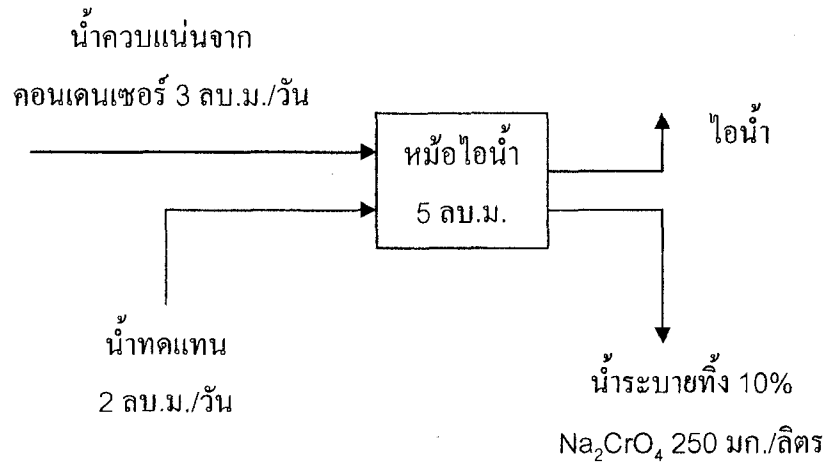 น้ำควบแน่นจาก
คอนเดนเซอร์ 3 ลบ.ม./วัน
หม้อไอน้ำ
5 ลบ.ม.
ไอน้ำ
น้ำทดแทน
2 ลบ.ม./วัน
น้ำระบายทิ้ง 10%
Na₂CrO₄ 250 มก./ลิตร